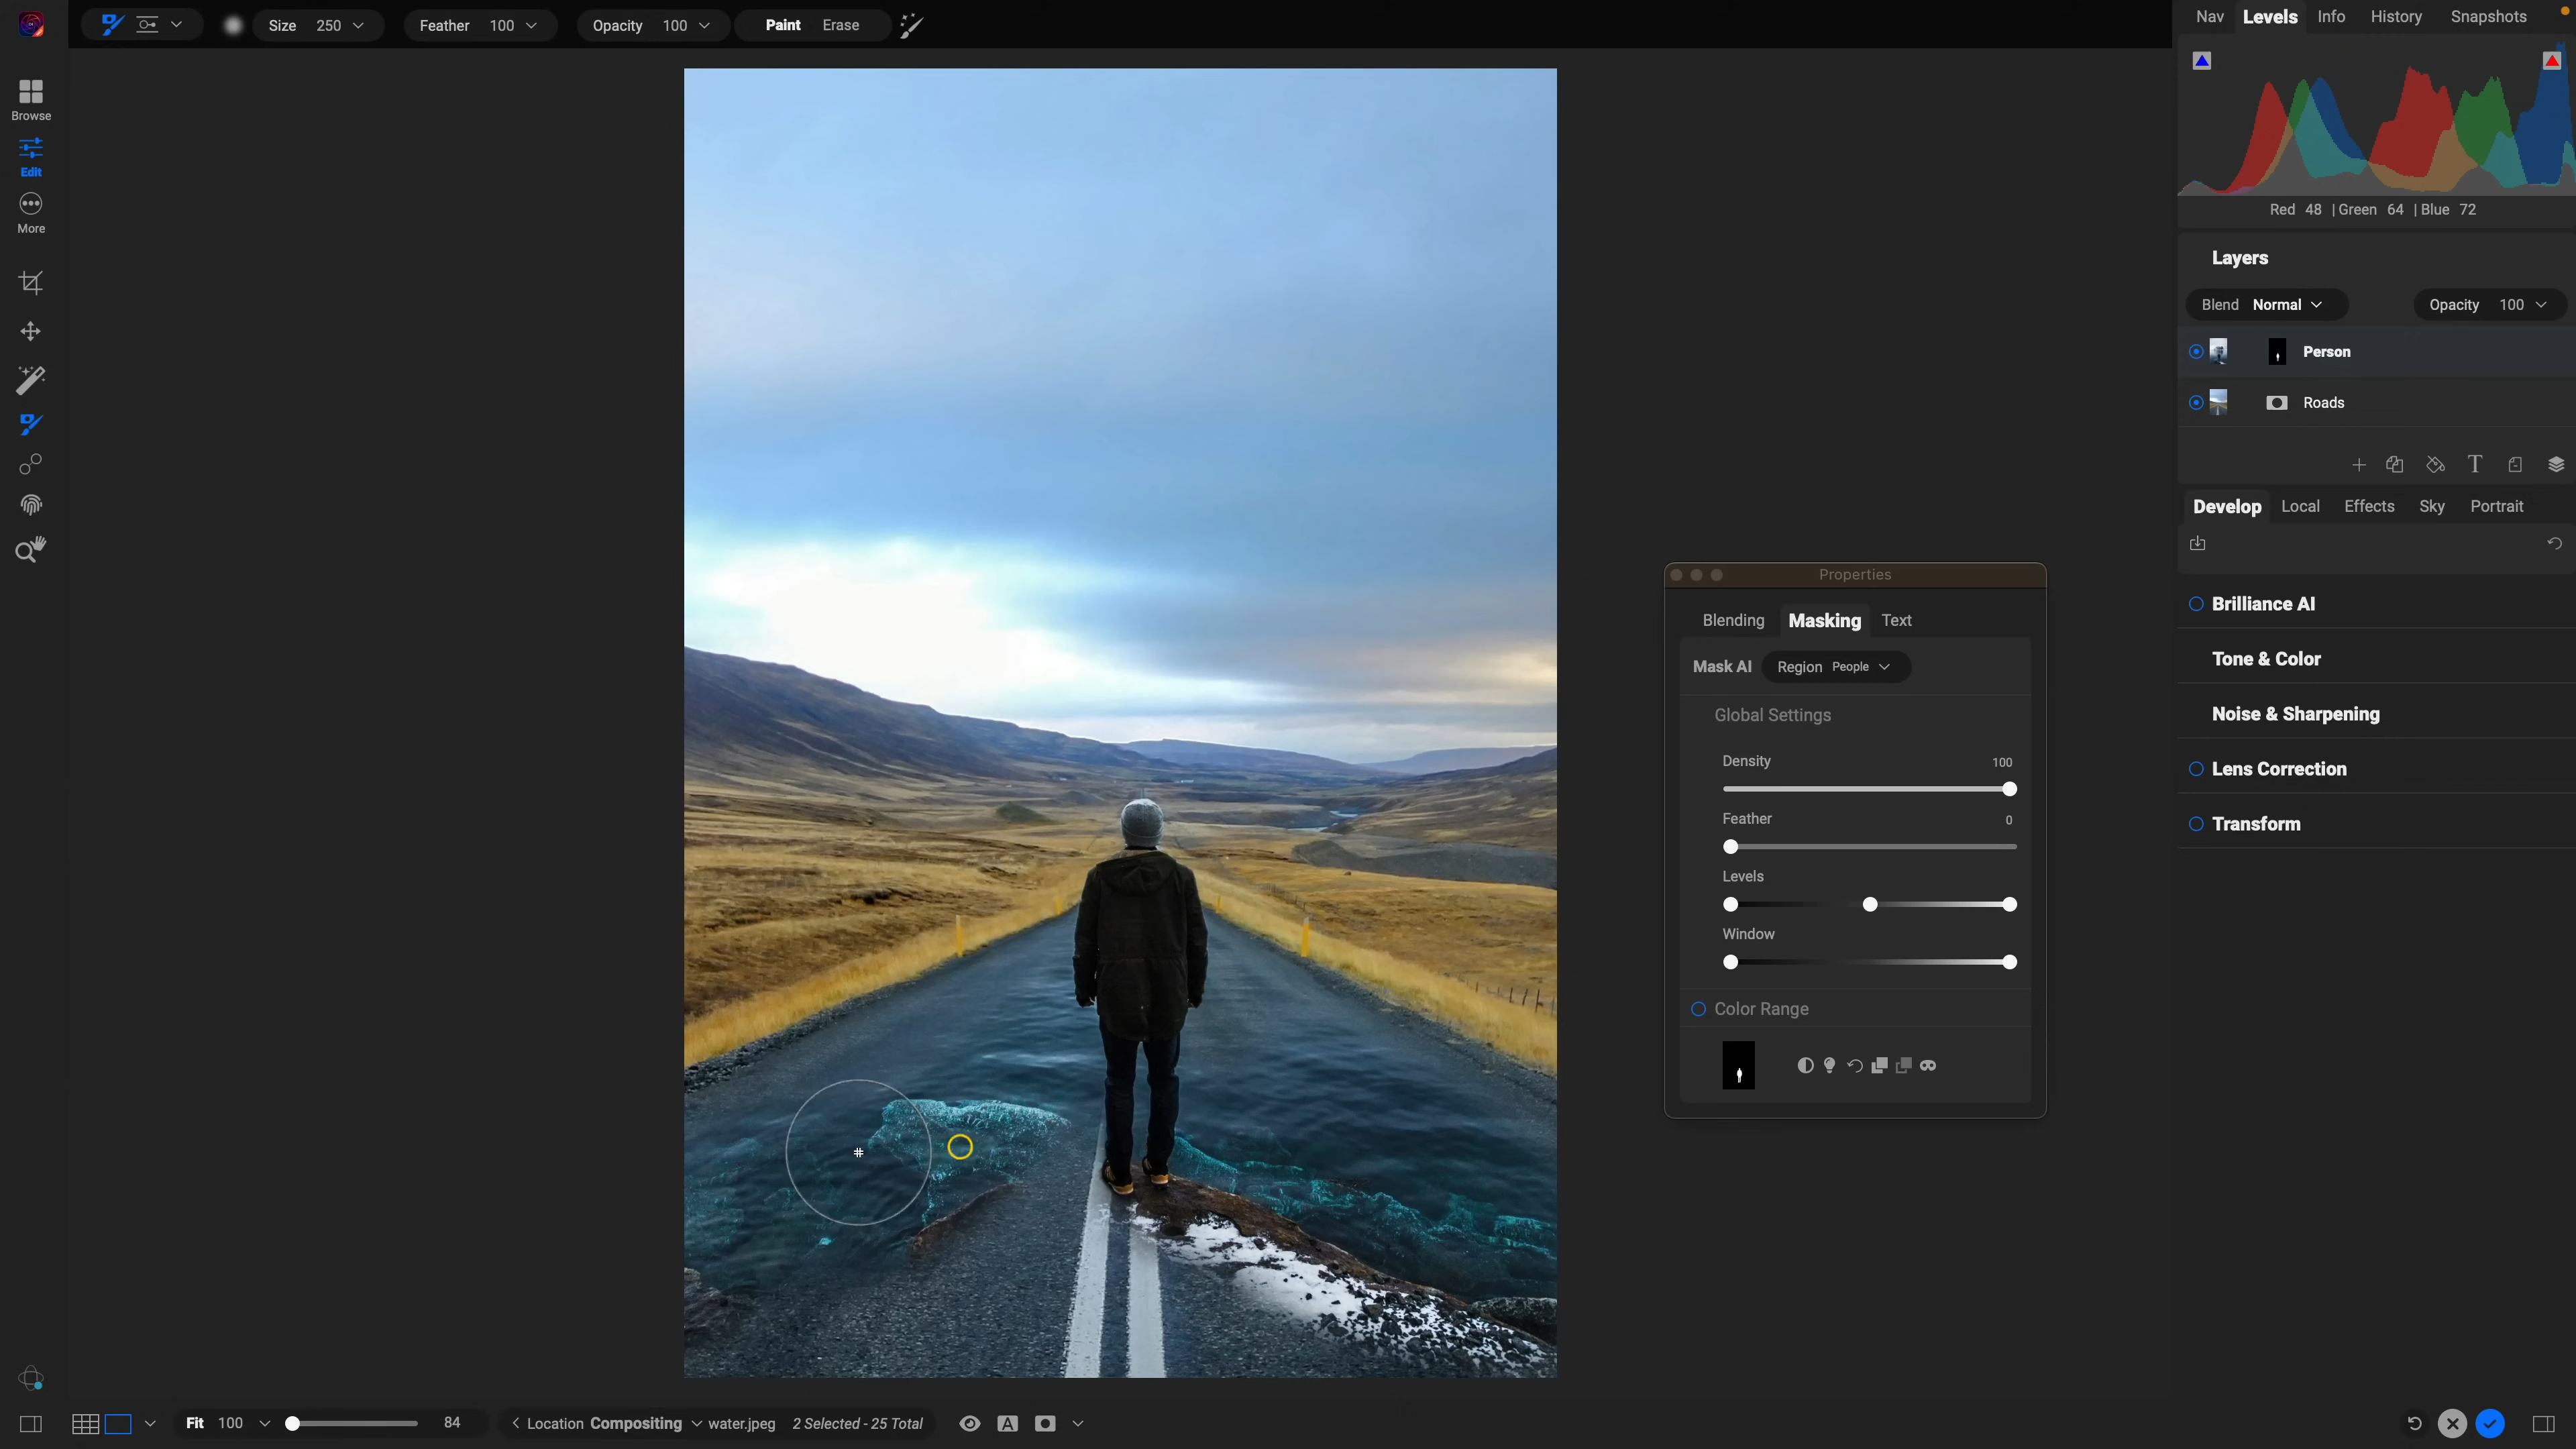 Size 250 Feather 100 Opacity 100 Paint Erase
Nav Levels Info History Snapshots
Browse
Edit
More
Red 48 | Green 64 | Blue 72
Layers
Blend Normal Opacity 100
Person
Roads
T
Develop Local Effects Sky Portrait
Brilliance AI
Tone & Color
Noise & Sharpening
Lens Correction
Transform
Properties
Blending Masking Text
Mask AI Region People
Global Settings
Density 100
Feather 0
Levels
Window
Color Range
Fit 100 84 < Location Compositing water.jpeg 2 Selected - 25 Total A